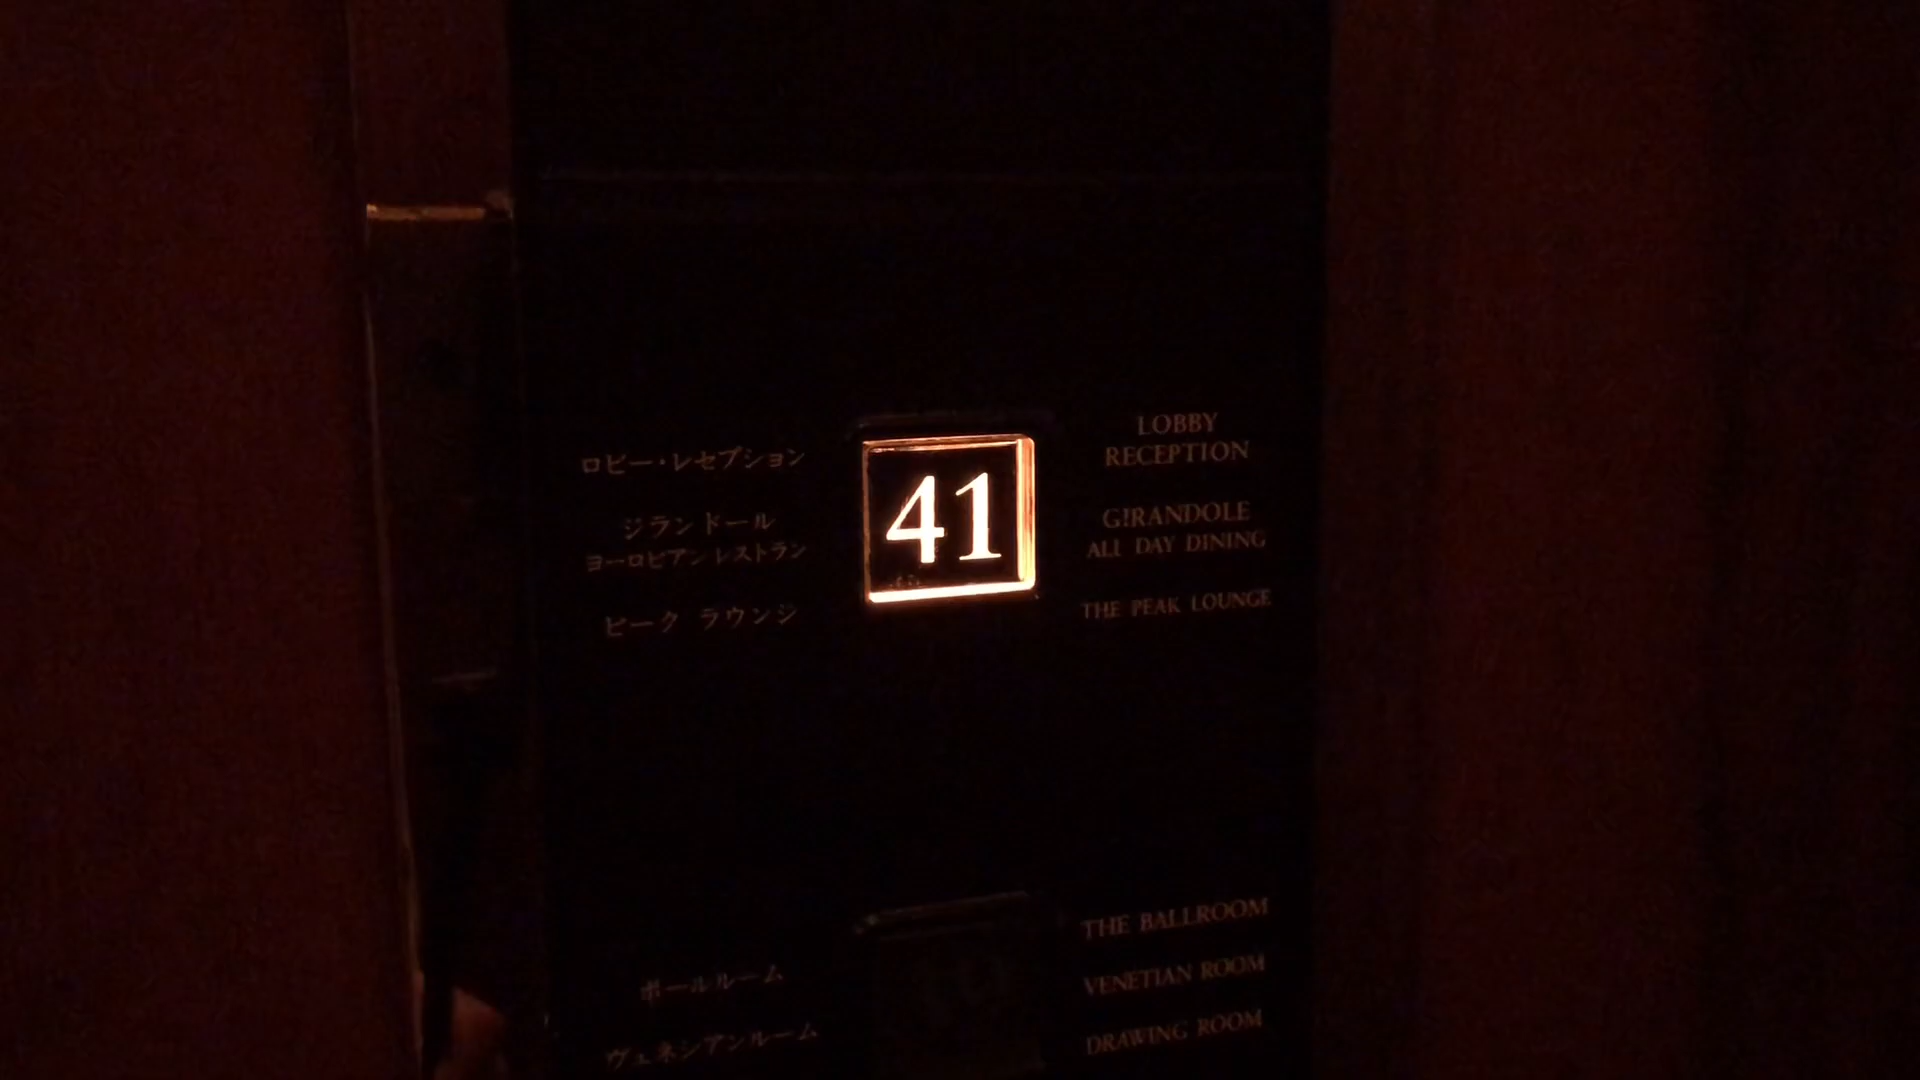 ロビー・レセプション
ジランドール
ヨーロピアン レストラン
ピーク ラウンジ
41
LOBBY
RECEPTION
GIRANDOLE
ALL DAY DINING
THE PEAK LOUNGE
ボールルーム
ヴェネシアンルーム
THE BALLROOM
VENETIAN ROOM
DRAWING ROOM